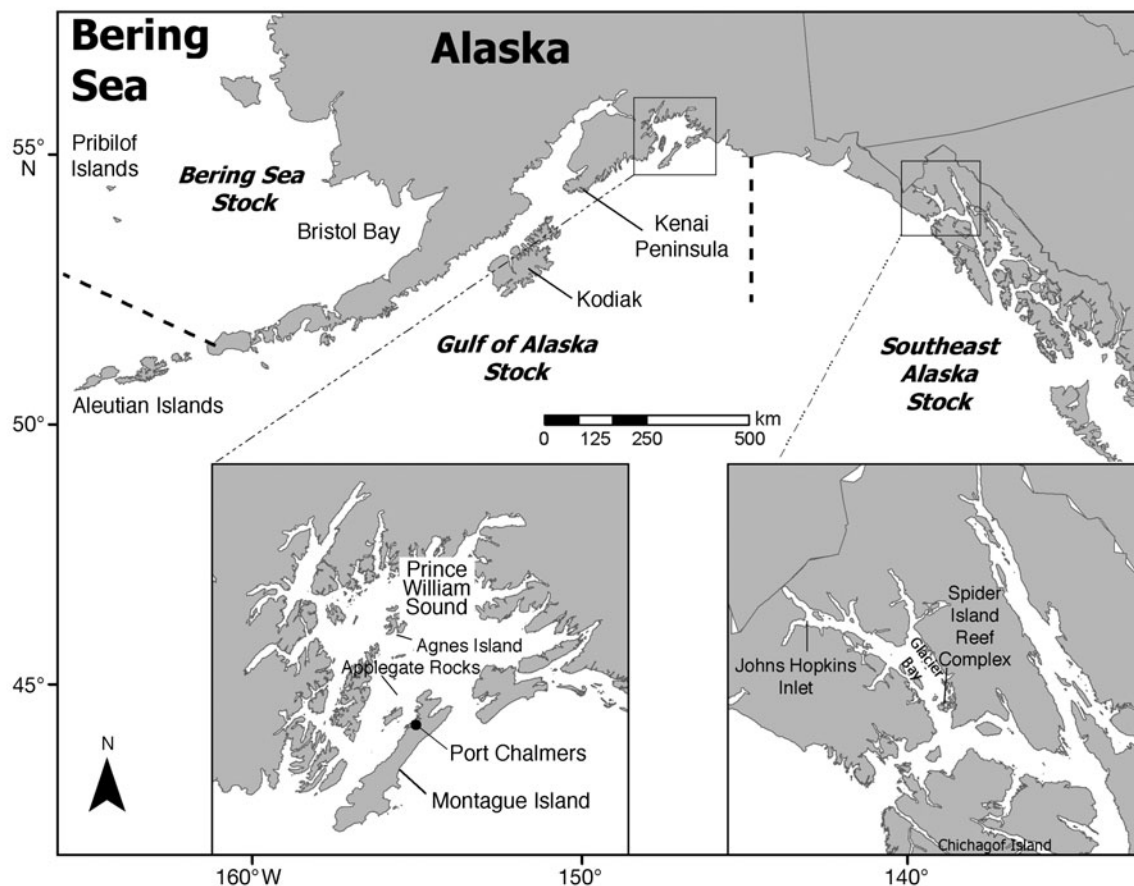 Bering
Sea
Alaska
55°
N
Pribilof
Islands
Bering Sea
Stock
Bristol Bay
Kenai
Peninsula
Kodiak
Gulf of Alaska
Stock
Southeast
Alaska
Stock
Aleutian Islands
50°
km
0 125 250 500
Prince
William
Sound
Agnes Island
Applegate Rocks
Port Chalmers
Montague Island
Spider
Island
Reef
Complex
Glacier
Bay
Johns Hopkins
Inlet
Chichagof Island
45°
N
160°W
150°
140°